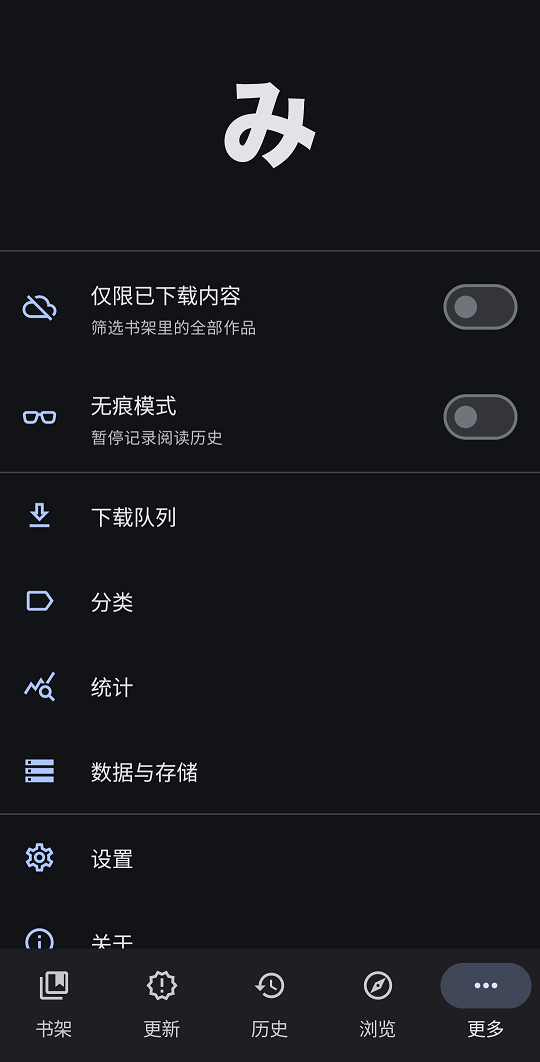 み
仅限已下载内容
筛选书架里的全部作品
无痕模式
暂停记录阅读历史
下载队列
分类
统计
数据与存储
设置
关于
书架 更新 历史 浏览 更多